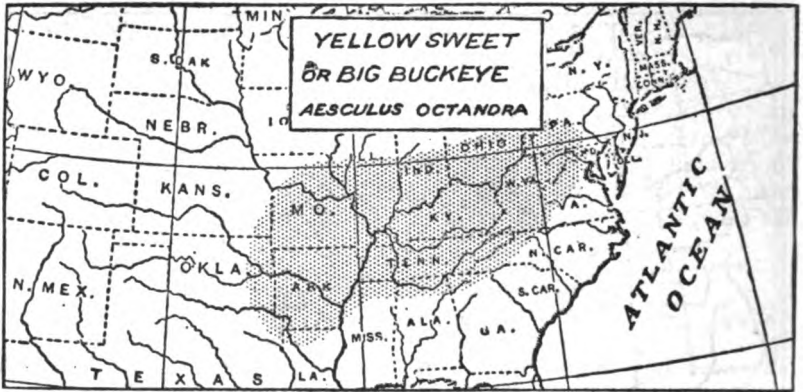 YELLOW SWEET
OR BIG BUCKEYE
AESCULUS OCTANDRA
MIN
S. DAK
WYO.
NEBR.
IO
N. Y.
VER.
N. H.
MASS.
CONN.
PA.
N. J.
OHIO
ILL.
IND.
W. VA.
COL.
KANS.
MO.
KY.
VA.
OKLA.
ARK
TENN.
N. CAR.
S. CAR.
N. MEX.
MISS.
ALA.
GA.
TEXAS
LA.
ATLANTIC
OCEAN